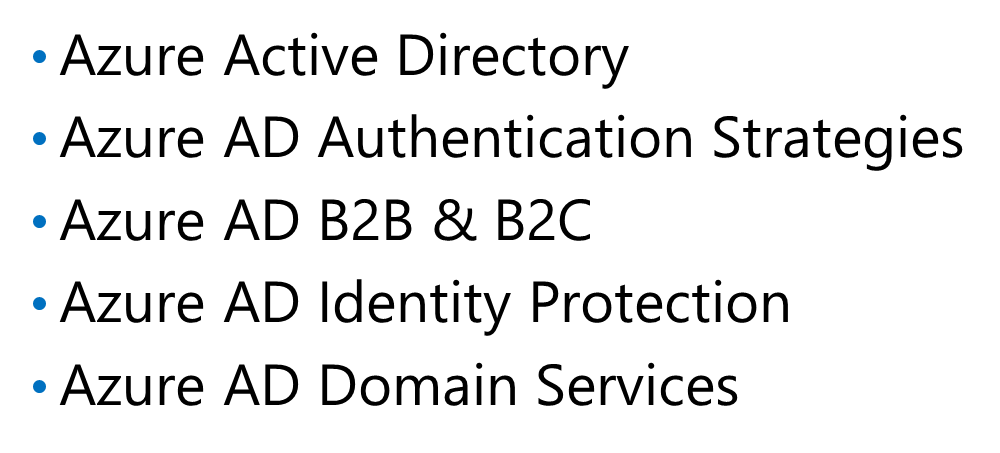 • Azure Active Directory
• Azure AD Authentication Strategies
• Azure AD B2B & B2C
• Azure AD Identity Protection
• Azure AD Domain Services